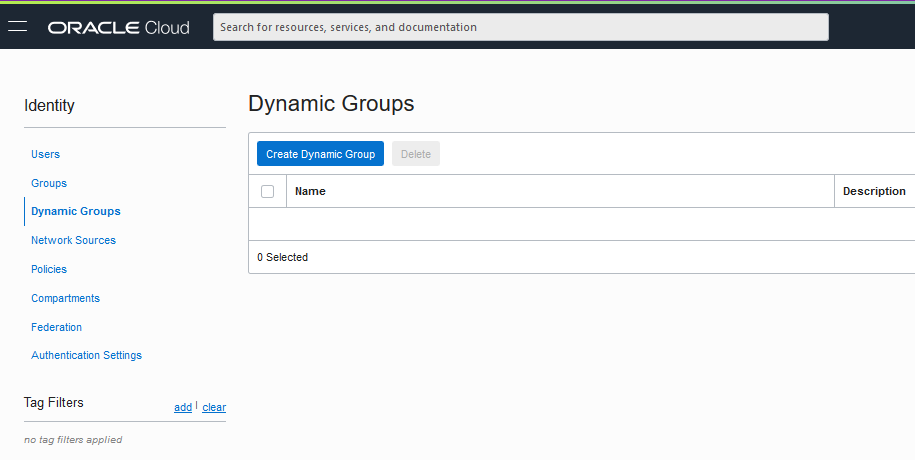 ORACLE Cloud
Search for resources, services, and documentation
Identity
Users
Groups
Dynamic Groups
Network Sources
Policies
Compartments
Federation
Authentication Settings
Tag Filters
add | clear
no tag filters applied
Dynamic Groups
Create Dynamic Group
Delete
Name
Description
0 Selected